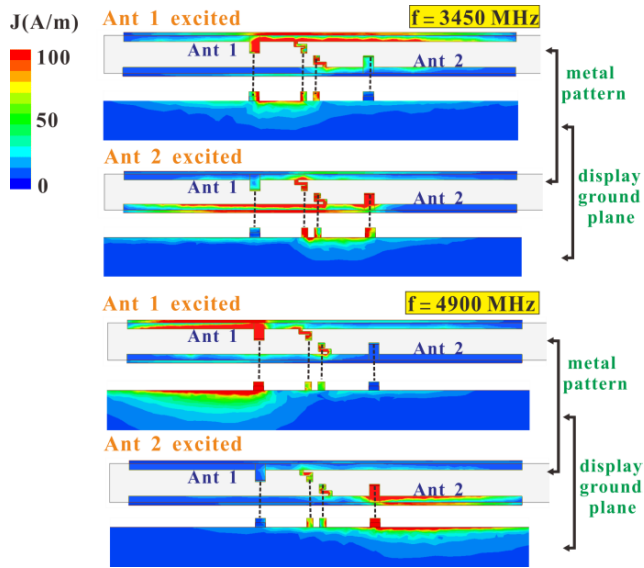 J(A/m)
100
50
0
Ant 1 excited
f = 3450 MHz
Ant 1
Ant 2
metal
pattern
Ant 2 excited
Ant 1
Ant 2
display
ground
plane
Ant 1 excited
f = 4900 MHz
Ant 1
Ant 2
metal
pattern
Ant 2 excited
Ant 1
Ant 2
display
ground
plane